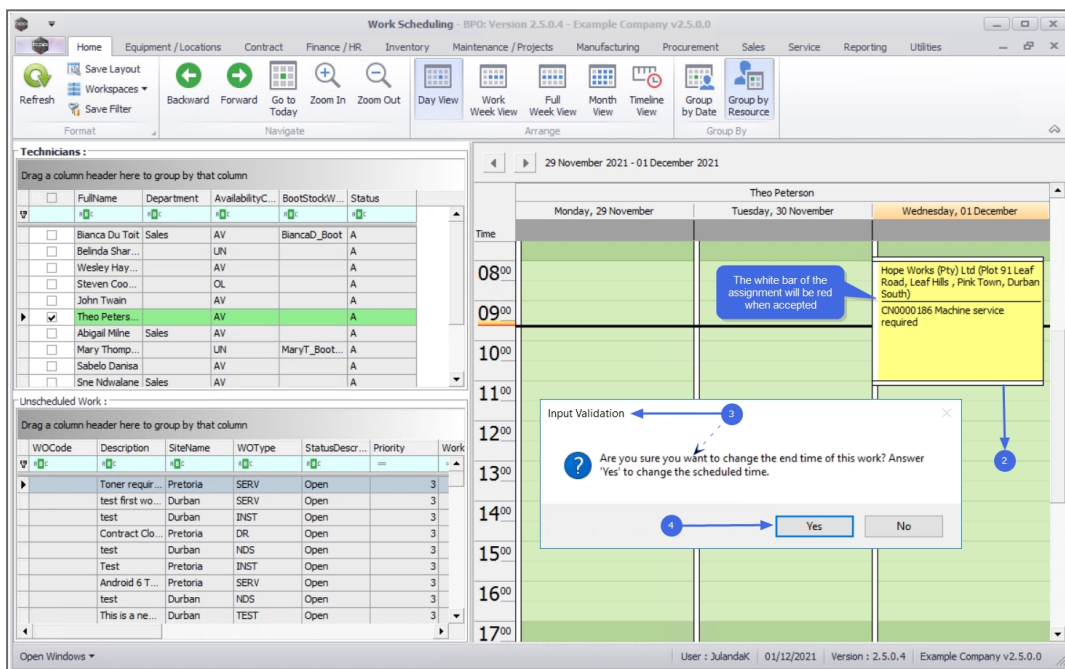 Work Scheduling - BPO: Version 2.5.0.4 - Example Company v2.5.0.0
Home Equipment / Locations Contract Finance / HR Inventory Maintenance / Projects Manufacturing Procurement Sales Service Reporting Utilities
Refresh
Save Layout
Workspaces
Save Filter
Backward
Forward
Go to
Today
Zoom In
Zoom Out
Day View
Work
Week View
Full
Week View
Month
View
Timeline
View
Group
by Date
Group by
Resource
Format
Navigate
Arrange
Group By
Technicians :
Drag a column header here to group by that column
FullName Department AvailabilityC... BootStockW... Status
Bianca Du Toit Sales AV BiancaD_Boot A
Belinda Shar... UN A
Wesley Hay... AV A
Steven Coo... OL A
John Twain AV A
Theo Peters... AV A
Abigail Milne Sales AV A
Mary Thomp... UN MaryT_Boot... A
Sabelo Danisa AV A
Sne Ndwalane Sales AV A
Unscheduled Work :
Drag a column header here to group by that column
WOCode Description SiteName WOType StatusDescr... Priority Work
Toner requir... Pretoria SERV Open 3
test first wo... Durban SERV Open 3
test Durban INST Open 3
Contract Clo... Pretoria DR Open 3
test Durban NDS Open 3
Test Pretoria INST Open 3
Android 6 T... Pretoria SERV Open 3
test Durban NDS Open 3
This is a ne... Durban TEST Open 3
29 November 2021 - 01 December 2021
Theo Peterson
Monday, 29 November Tuesday, 30 November Wednesday, 01 December
Time
08 00
09 00
10 00
11 00
12 00
13 00
14 00
15 00
16 00
17 00
The white bar of the
assignment will be red
when accepted
Hope Works (Pty) Ltd (Plot 91 Leaf
Road, Leaf Hills , Pink Town, Durban
South)
CN0000186 Machine service
required
2
Input Validation
3
Are you sure you want to change the end time of this work? Answer
'Yes' to change the scheduled time.
4
Yes
No
Open Windows
User : JulandaK 01/12/2021 Version : 2.5.0.4 Example Company v2.5.0.0